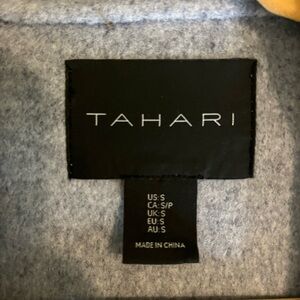 TAHARI
US:S
CA:S/P
UK:S
EU:S
AU:S
MADE IN CHINA